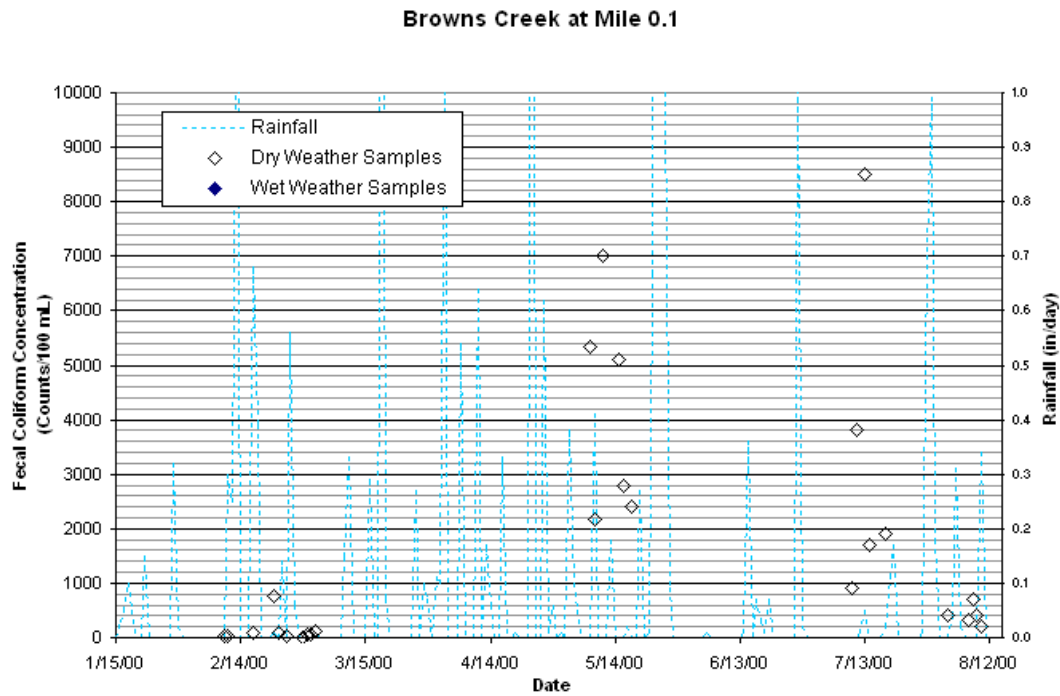 Browns Creek at Mile 0.1
Rainfall
Dry Weather Samples
Wet Weather Samples
Fecal Coliform Concentration
(Counts/100 mL)
10000
9000
8000
7000
6000
5000
4000
3000
2000
1000
0
1.0
0.9
0.8
0.7
0.6
0.5
0.4
0.3
0.2
0.1
0.0
Rainfall (in/day)
1/15/00 2/14/00 3/15/00 4/14/00 5/14/00 6/13/00 7/13/00 8/12/00
Date